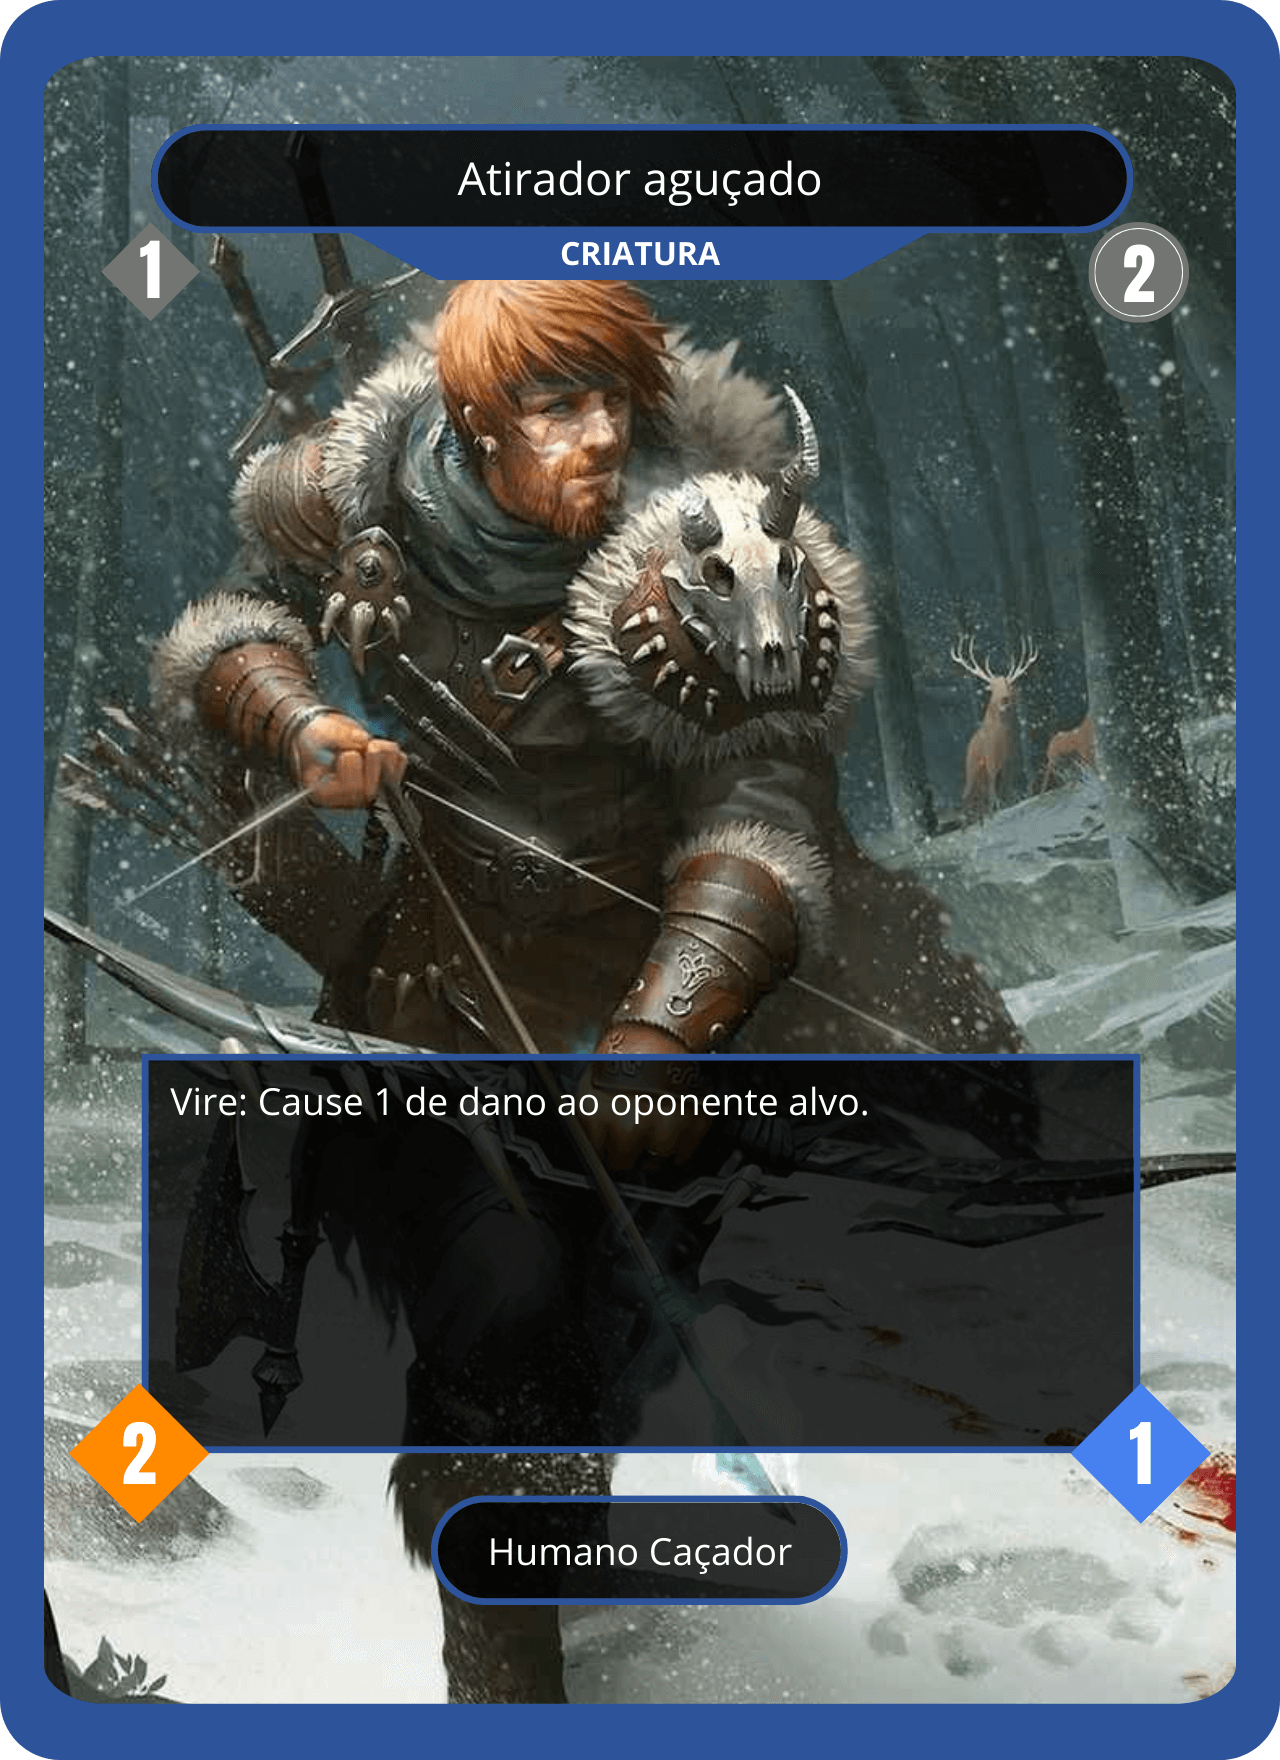 Atirador aguçado
CRIATURA
1
2
Vire: Cause 1 de dano ao oponente alvo.
2
1
Humano Caçador